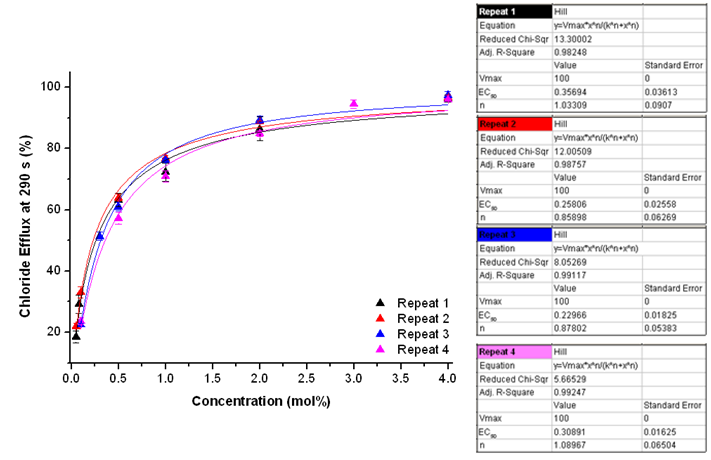 Chloride Efflux at 290 s (%)
100
80
60
40
20
0.0 0.5 1.0 1.5 2.0 2.5 3.0 3.5 4.0
Concentration (mol%)
Repeat 1
Repeat 2
Repeat 3
Repeat 4
Repeat 1 Hill
Equation y=Vmax*x^n/(k^n+x^n)
Reduced Chi-Sqr 13.30002
Adj. R-Square 0.98248
Value Standard Error
Vmax 100 0
EC50 0.35694 0.03613
n 1.03309 0.0907
Repeat 2 Hill
Equation y=Vmax*x^n/(k^n+x^n)
Reduced Chi-Sqr 12.00509
Adj. R-Square 0.98757
Value Standard Error
Vmax 100 0
EC50 0.25806 0.02558
n 0.85898 0.06269
Repeat 3 Hill
Equation y=Vmax*x^n/(k^n+x^n)
Reduced Chi-Sqr 8.05269
Adj. R-Square 0.99117
Value Standard Error
Vmax 100 0
EC50 0.22966 0.01825
n 0.87802 0.05383
Repeat 4 Hill
Equation y=Vmax*x^n/(k^n+x^n)
Reduced Chi-Sqr 5.66529
Adj. R-Square 0.99247
Value Standard Error
Vmax 100 0
EC50 0.30891 0.01625
n 1.08967 0.06504